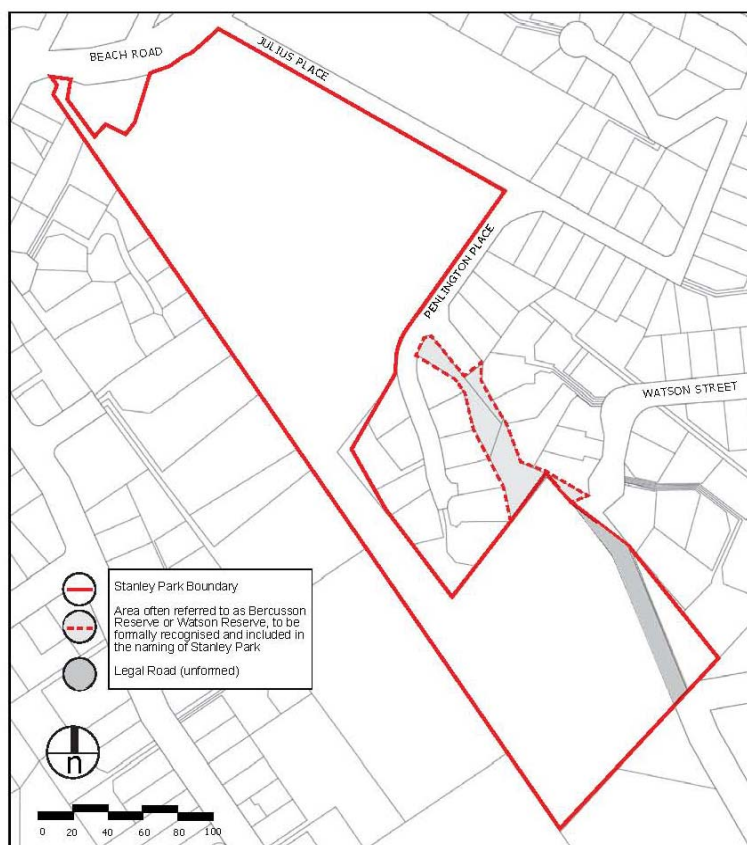 BEACH ROAD
JULIUS PLACE
PENLINGTON PLACE
WATSON STREET
Stanley Park Boundary
Area often referred to as Bercusson
Reserve or Watson Reserve, to be
formally recognised and included in
the naming of Stanley Park
Legal Road (unformed)
n
0 20 40 60 80 100